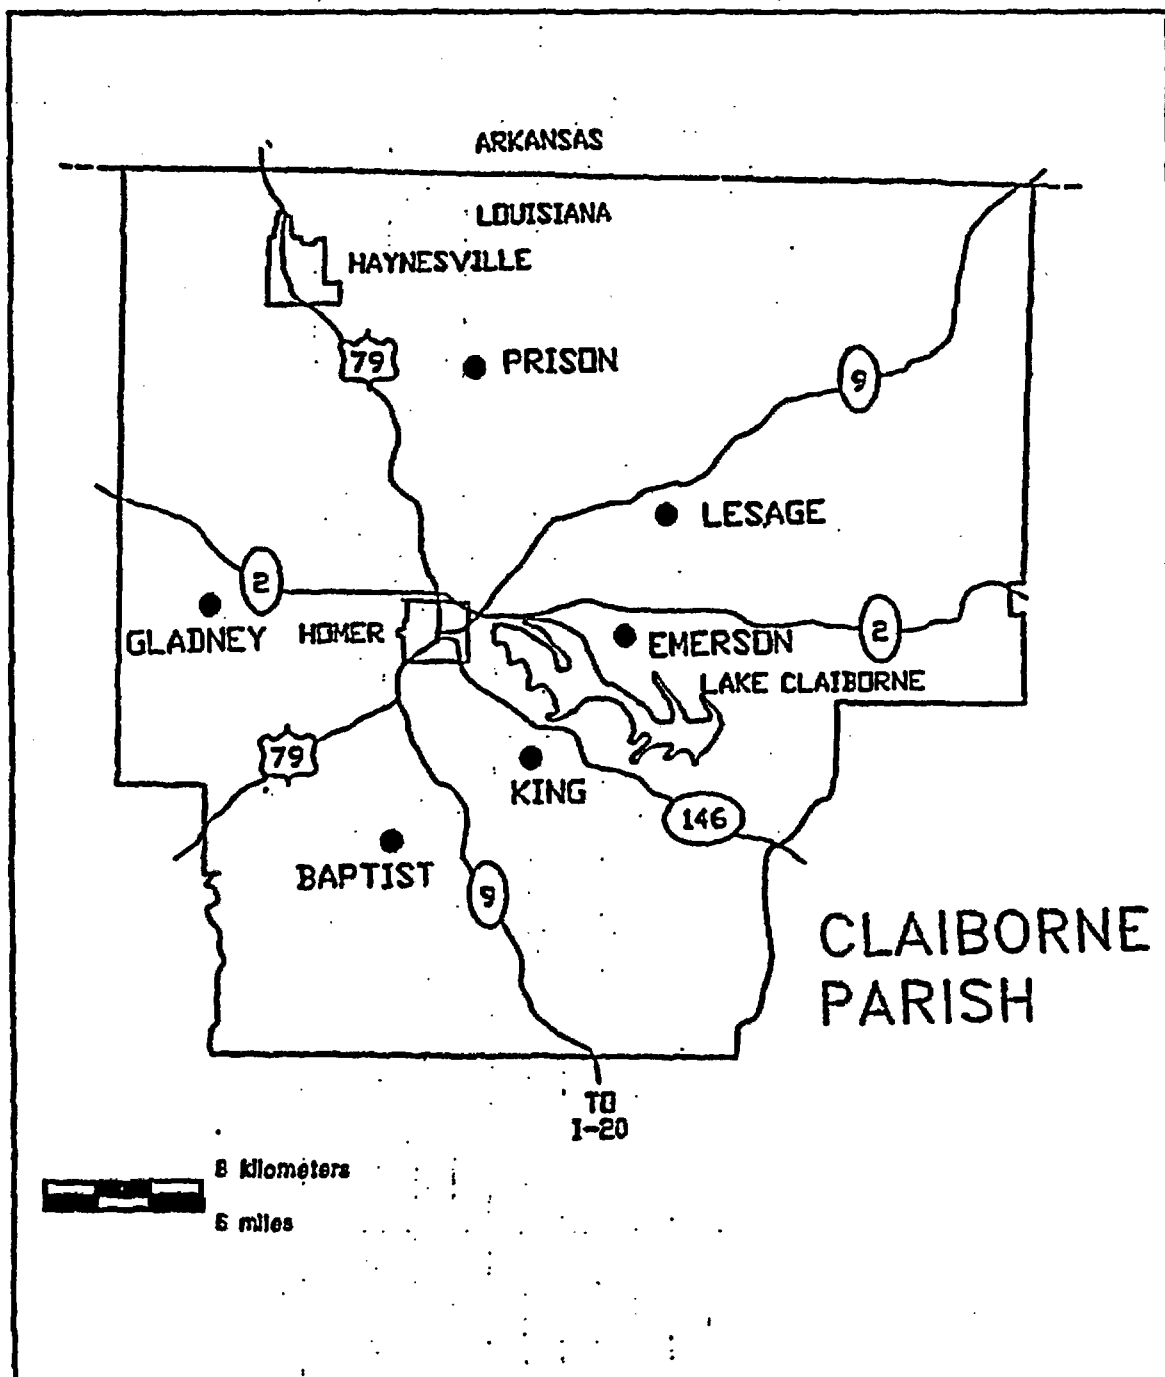 ARKANSAS
LOUISIANA
HAYNESVILLE
79
PRISON
9
LESAGE
2
GLADNEY
HOMER
EMERSON
2
LAKE CLAIBORNE
79
KING
146
BAPTIST
9
CLAIBORNE
PARISH
TO
I-20
8 kilometers
5 miles